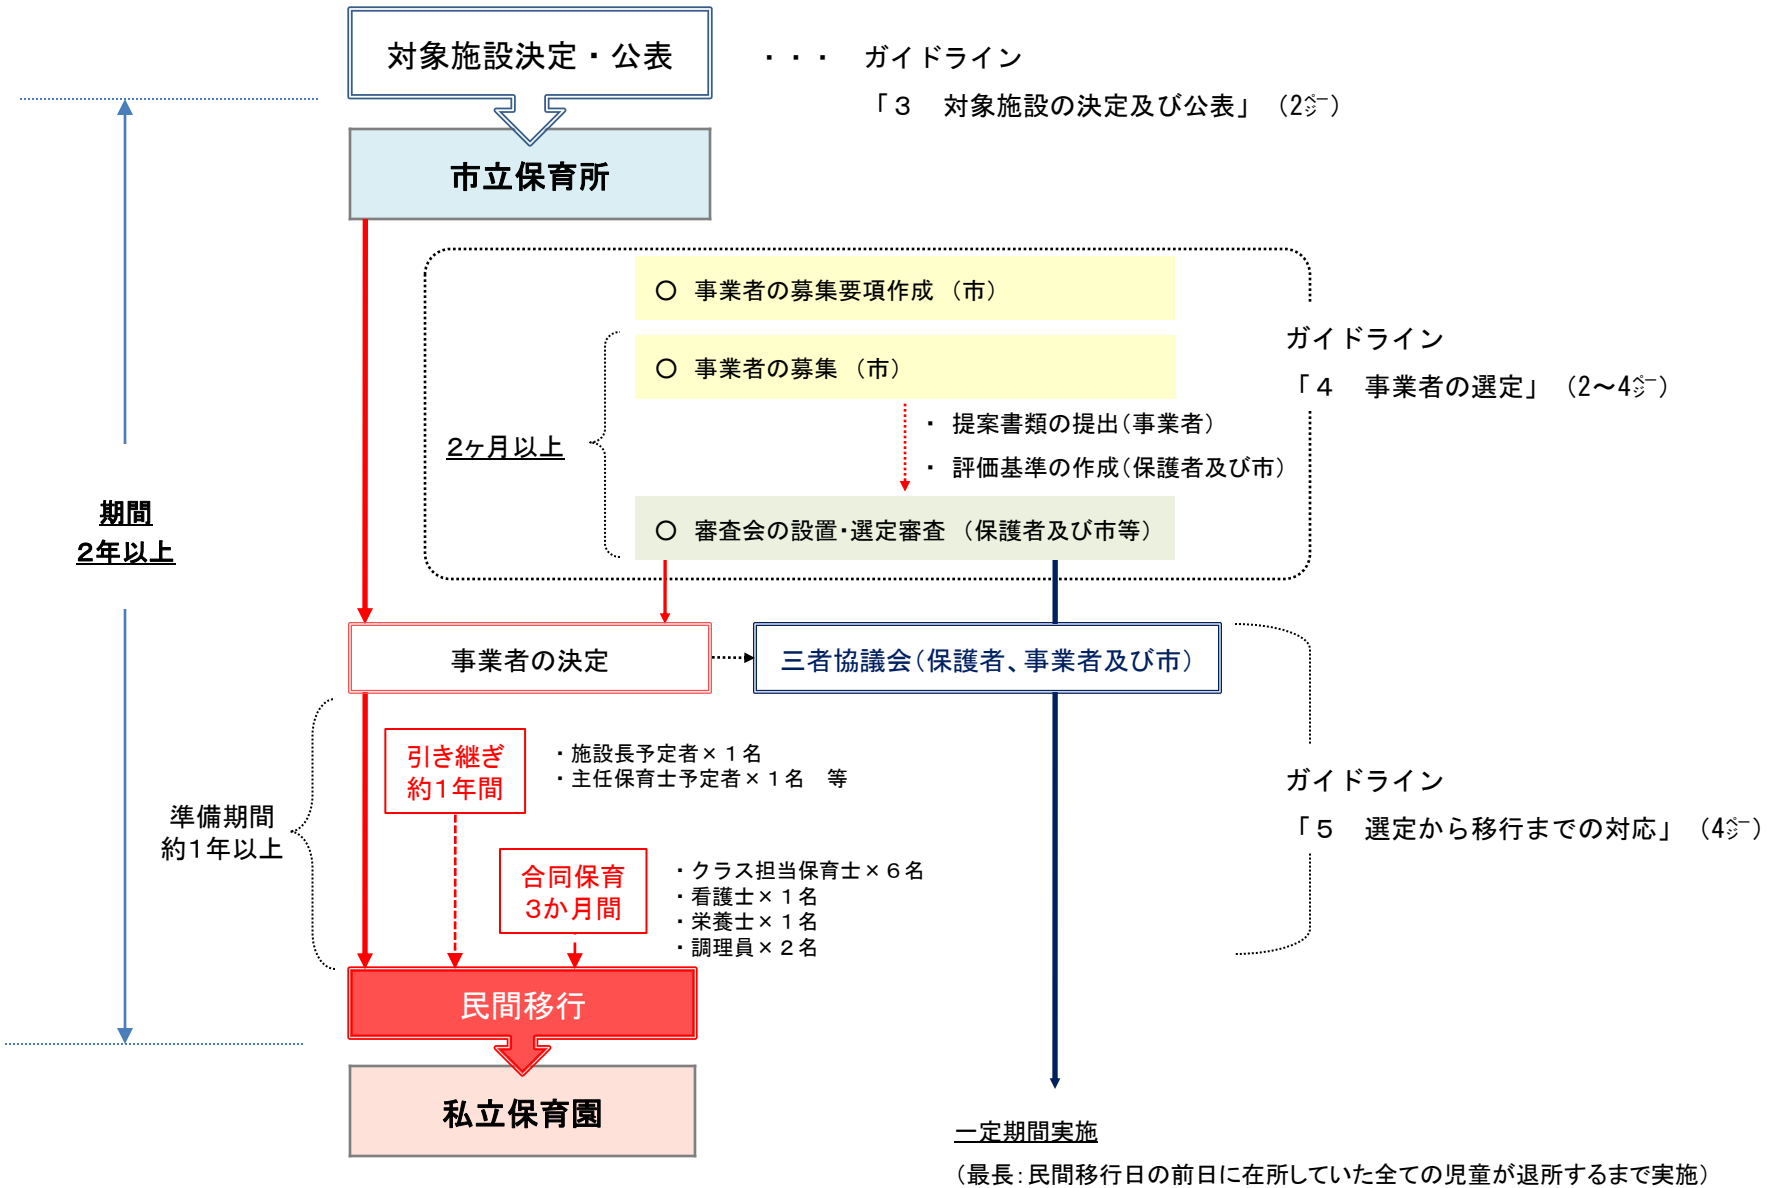 対象施設決定・公表
・・・　ガイドライン
「３　対象施設の決定及び公表」（2㌻）
市立保育所
○　事業者の募集要項作成（市）
○　事業者の募集（市）
・　提案書類の提出（事業者）
・　評価基準の作成（保護者及び市）
2ヶ月以上
○　審査会の設置・選定審査（保護者及び市等）
ガイドライン
「４　事業者の選定」（2～4㌻）
期間
2年以上
事業者の決定
三者協議会（保護者、事業者及び市）
引き継ぎ
約1年間
・施設長予定者×１名
・主任保育士予定者×１名　等
準備期間
約1年以上
合同保育
3か月間
・クラス担当保育士×６名
・看護士×１名
・栄養士×１名
・調理員×２名
ガイドライン
「５　選定から移行までの対応」（4㌻）
民間移行
私立保育園
一定期間実施
（最長：民間移行日の前日に在所していた全ての児童が退所するまで実施）